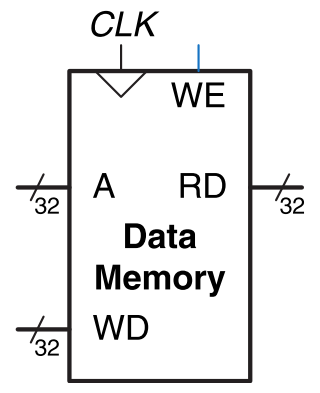 CLK
WE
A RD
32 32
Data
Memory
WD
32